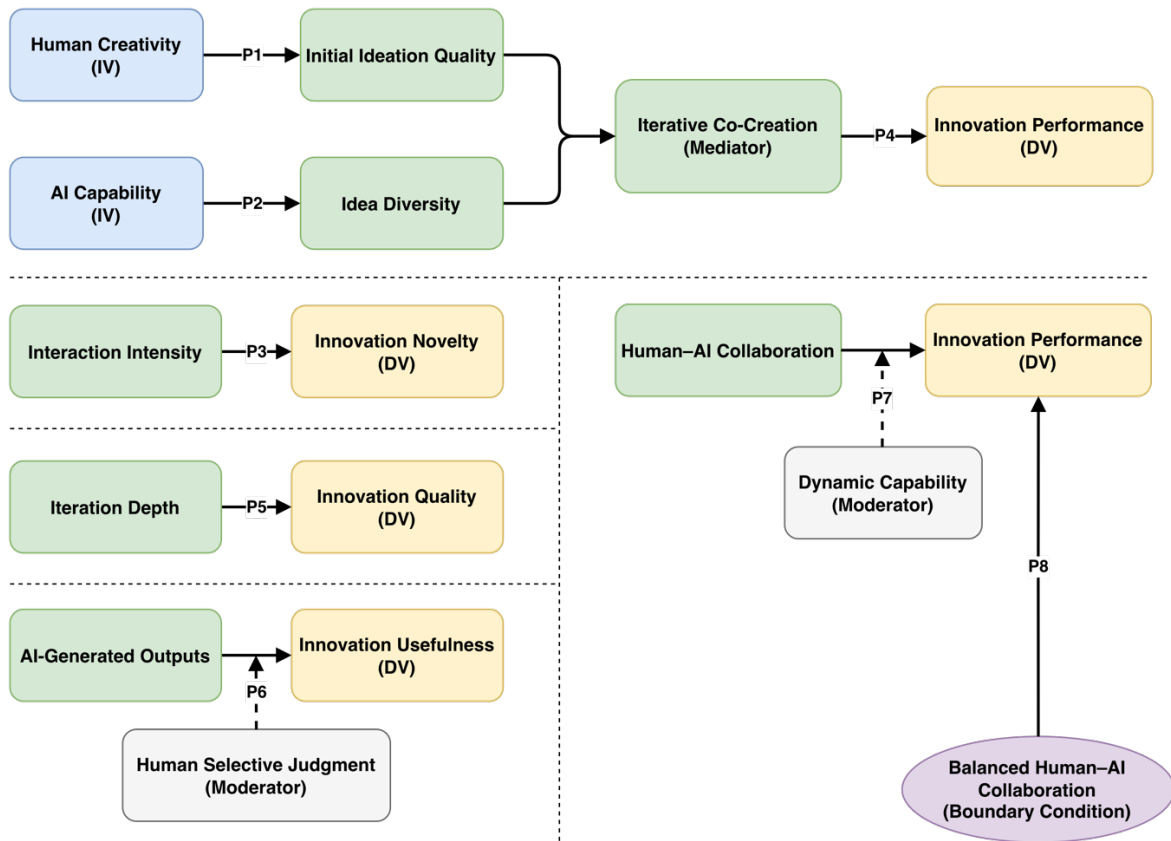 Human Creativity
(IV)
P1
Initial Ideation Quality
AI Capability
(IV)
P2
Idea Diversity
Iterative Co-Creation
(Mediator)
P4
Innovation Performance
(DV)
Interaction Intensity
P3
Innovation Novelty
(DV)
Iteration Depth
P5
Innovation Quality
(DV)
AI-Generated Outputs
P6
Innovation Usefulness
(DV)
Human Selective Judgment
(Moderator)
Human–AI Collaboration
P7
Innovation Performance
(DV)
Dynamic Capability
(Moderator)
P8
Balanced Human–AI
Collaboration
(Boundary Condition)